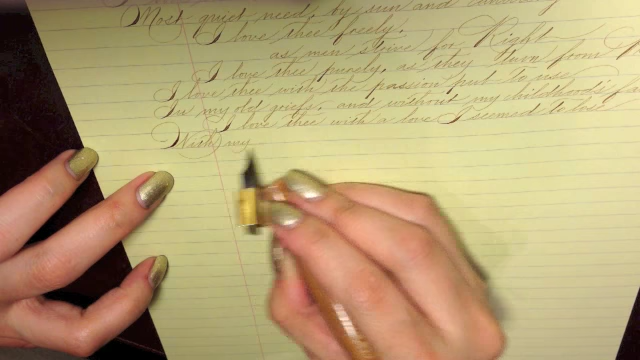 Most quiet need, by sun and
I love thee freely,
as men strive for Right
I love thee purely, as they turn from
I love thee with the passion put to use
In my old griefs, and without my childhood's fa
I love thee with a love I seemed to lose
With my